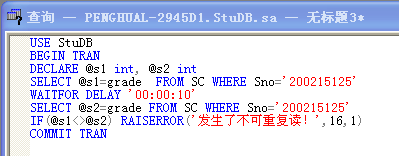 查询 — PENGHUAL-2945D1.StuDB.sa — 无标题3*
USE StuDB
BEGIN TRAN
DECLARE @s1 int, @s2 int
SELECT @s1=grade  FROM SC WHERE Sno='200215125'
WAITFOR DELAY '00:00:10'
SELECT @s2=grade FROM SC WHERE Sno='200215125'
IF(@s1<>@s2) RAISERROR('发生了不可重复读!',16,1)
COMMIT TRAN